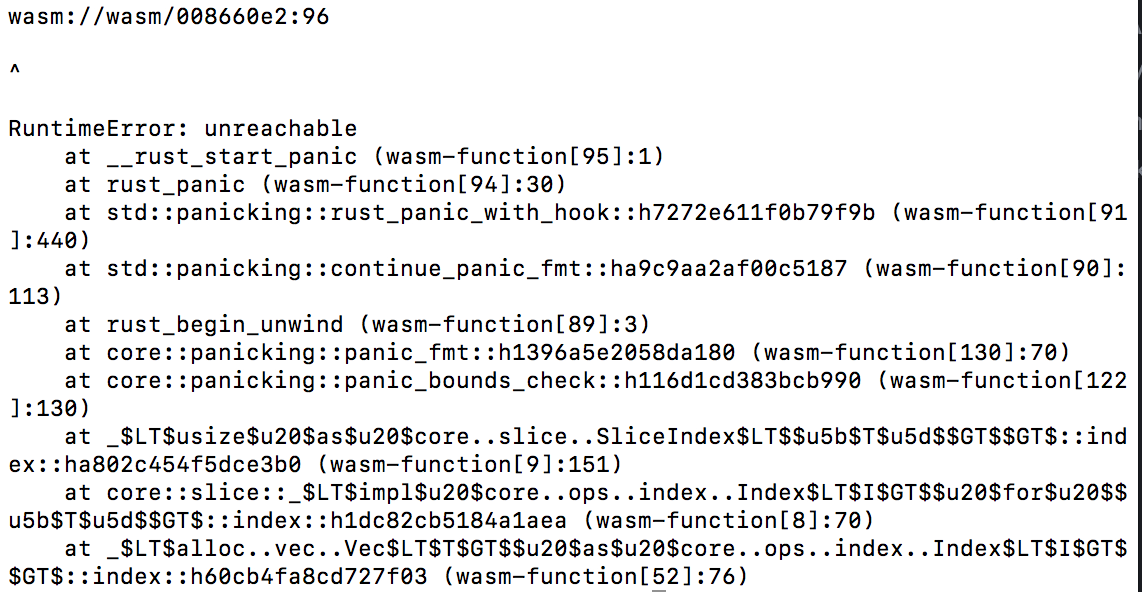 wasm://wasm/008660e2:96
^
RuntimeError: unreachable
    at __rust_start_panic (wasm-function[95]:1)
    at rust_panic (wasm-function[94]:30)
    at std::panicking::rust_panic_with_hook::h7272e611f0b79f9b (wasm-function[91
]:440)
    at std::panicking::continue_panic_fmt::ha9c9aa2af00c5187 (wasm-function[90]:
113)
    at rust_begin_unwind (wasm-function[89]:3)
    at core::panicking::panic_fmt::h1396a5e2058da180 (wasm-function[130]:70)
    at core::panicking::panic_bounds_check::h116d1cd383bcb990 (wasm-function[122
]:130)
    at _$LT$usize$u20$as$u20$core..slice..SliceIndex$LT$$u5b$T$u5d$$GT$$GT$::ind
ex::ha802c454f5dce3b0 (wasm-function[9]:151)
    at core::slice::_$LT$impl$u20$core..ops..index..Index$LT$I$GT$$u20$for$u20$$
u5b$T$u5d$$GT$::index::h1dc82cb5184a1aea (wasm-function[8]:70)
    at _$LT$alloc..vec..Vec$LT$T$GT$$u20$as$u20$core..ops..index..Index$LT$I$GT$
$GT$::index::h60cb4fa8cd727f03 (wasm-function[52]:76)